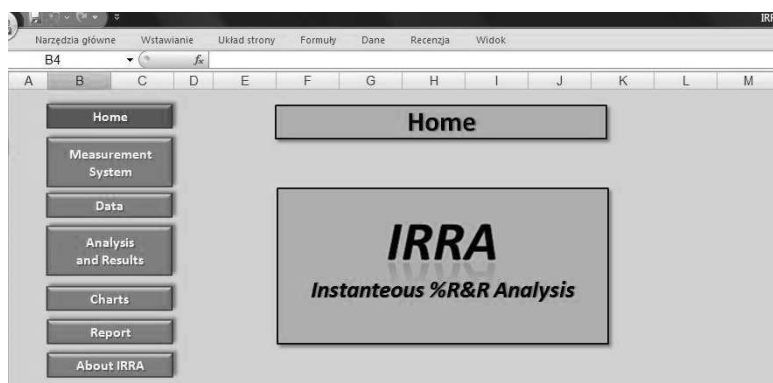 IRR
Narzędzia główne Wstawianie Układ strony Formuły Dane Recenzja Widok
B4 fx
A B C D E F G H I J K L M
Home
Measurement
System
Data
Analysis
and Results
Charts
Report
About IRRA
Home
IRRA
Instanteous %R&R Analysis